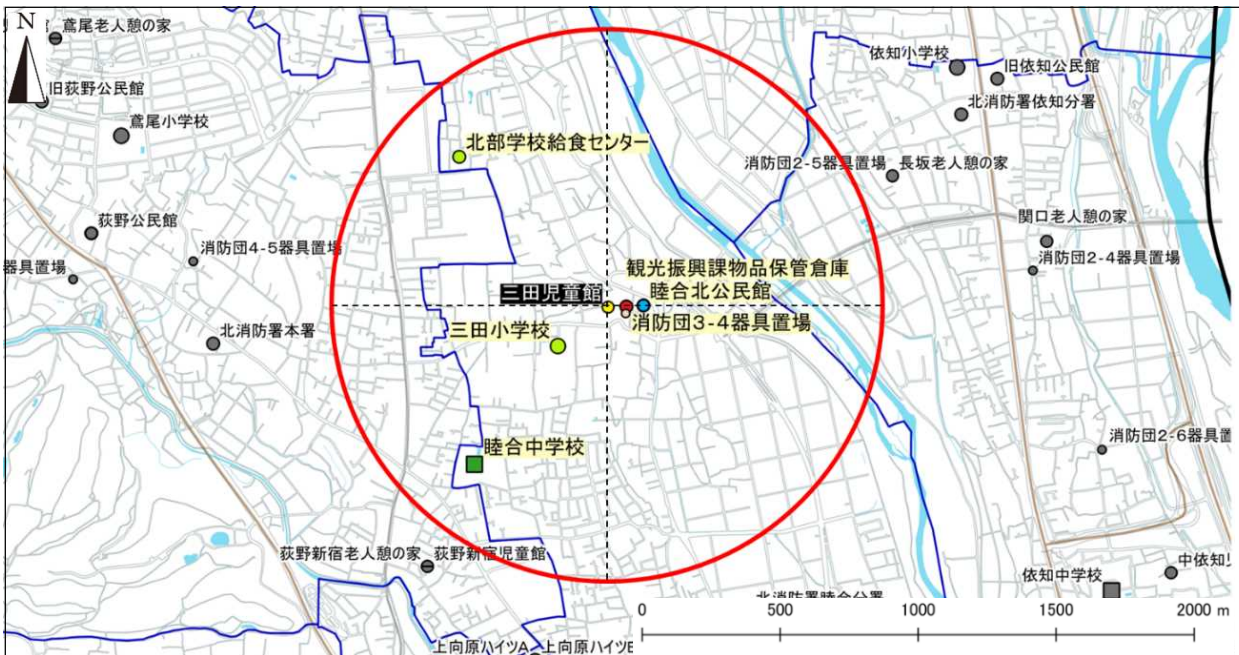 N
鳶尾老人憩の家
旧荻野公民館
鳶尾小学校
依知小学校
旧依知公民館
北消防署依知分署
北部学校給食センター
消防団2-5器具置場
長坂老人憩の家
荻野公民館
消防団4-5器具置場
器具置場
関口老人憩の家
消防団2-4器具置場
観光振興課物品保管倉庫
三田児童館
睦合北公民館
消防団3-4器具置場
北消防署本署
三田小学校
睦合中学校
消防団2-6器具置
荻野新宿老人憩の家
荻野新宿児童館
依知中学校
中依知
北消防署睦合分署
0 500 1000 1500 2000 m
上向原ハイツA
上向原ハイツB